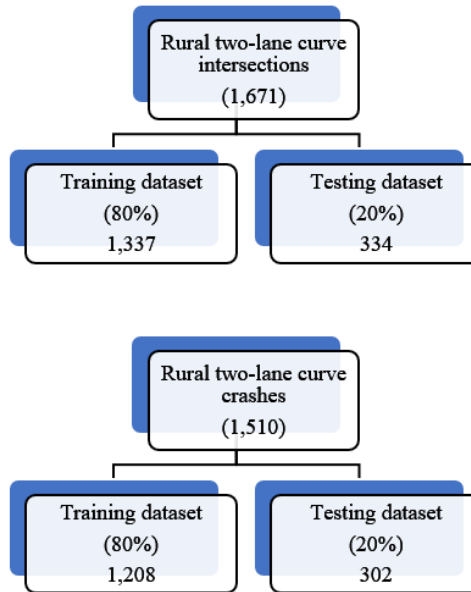 Rural two-lane curve
intersections
(1,671)
Training dataset
(80%)
1,337
Testing dataset
(20%)
334
Rural two-lane curve
crashes
(1,510)
Training dataset
(80%)
1,208
Testing dataset
(20%)
302